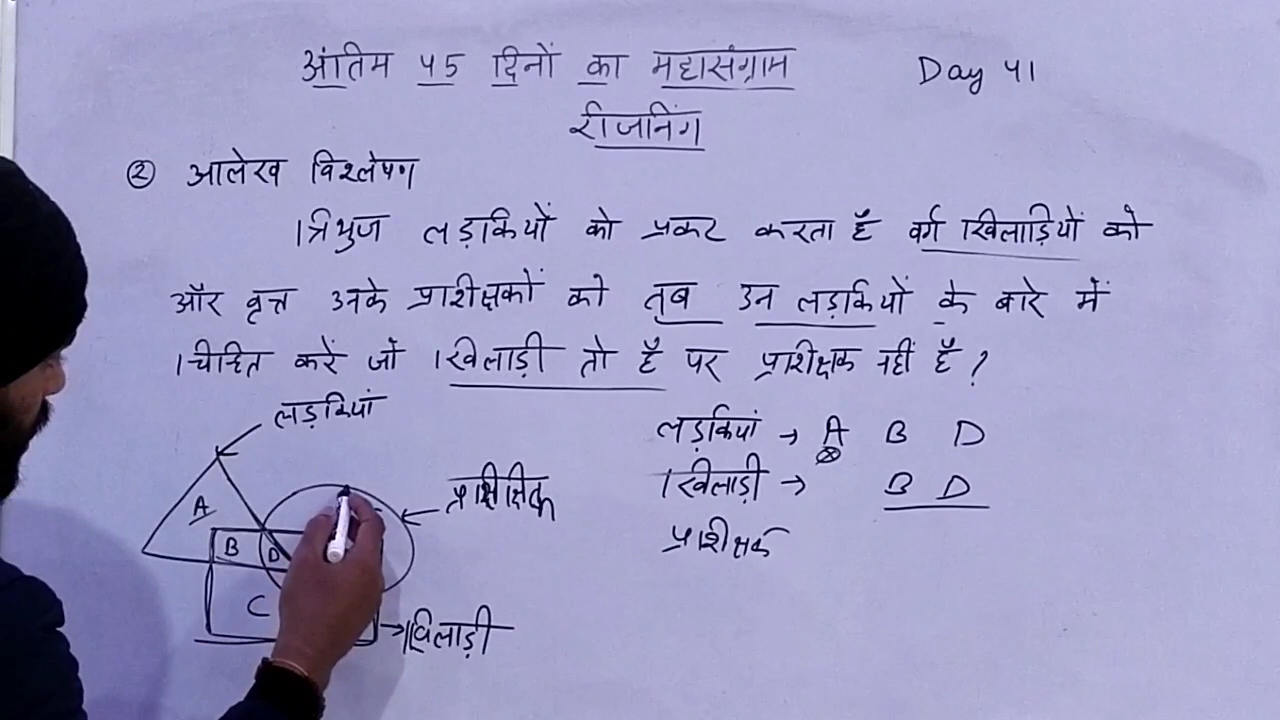 अंतिम 45 दिनों का महासंग्राम
Day 41
रीजनिंग
② आलेख विश्लेषण
त्रिभुज लड़कियों को प्रकट करता है वर्ग खिलाड़ियों को
और वृत्त उनके प्रशीक्षकों को तब उन लड़कियों के बारे में
चिहित करें जो खिलाड़ी तो है पर प्रशीक्षक नहीं है ?
लड़कियां
A
B
D
C
प्रशिक्षिक
खिलाड़ी
लड़कियां → A B D
खिलाड़ी → B D
प्रशीक्षक